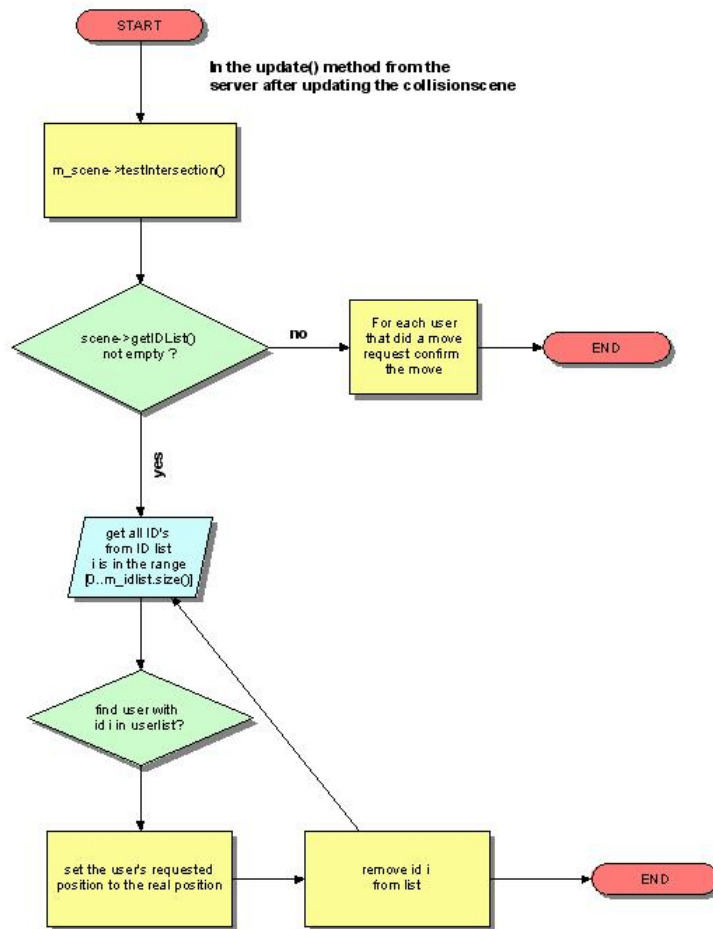 START
In the update() method from the
server after updating the collisionscene
m_scene->testIntersection()
scene->getIDList()
not empty ?
no
For each user
that did a move
request confirm
the move
END
yes
get all ID's
from ID list
i is in the range
[0..m_idlist.size()]
find user with
id i in userlist?
set the user's requested
position to the real position
remove id i
from list
END